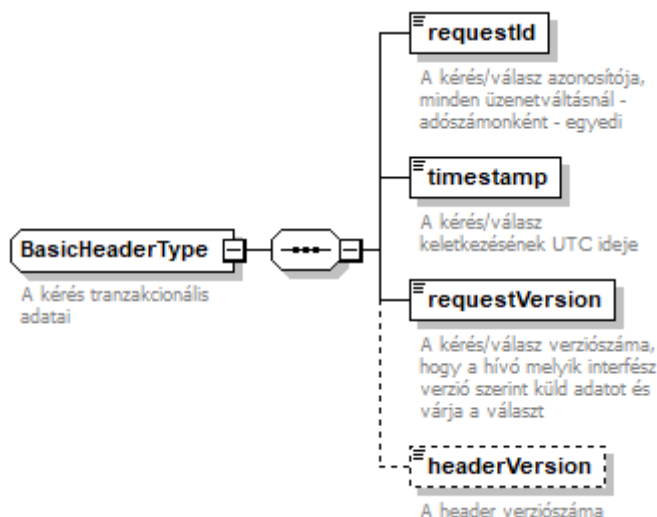 requestId
A kérés/válasz azonosítója,
minden üzenetváltásnál -
adószámonként - egyedi
timestamp
A kérés/válasz
keletkezésének UTC ideje
BasicHeaderType
A kérés tranzakcionális
adatai
requestVersion
A kérés/válasz verziószáma,
hogy a hívó melyik interfész
verzió szerint küld adatot és
várja a választ
headerVersion
A header verziószáma